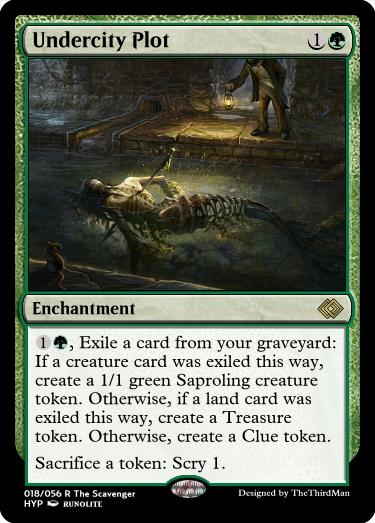 Undercity Plot 1
Enchantment
1, Exile a card from your graveyard:
If a creature card was exiled this way,
create a 1/1 green Saproling creature
token. Otherwise, if a land card was
exiled this way, create a Treasure
token. Otherwise, create a Clue token.
Sacrifice a token: Scry 1.
018/056 R The Scavenger
Designed by TheThirdMan
HYP RUNOLITE